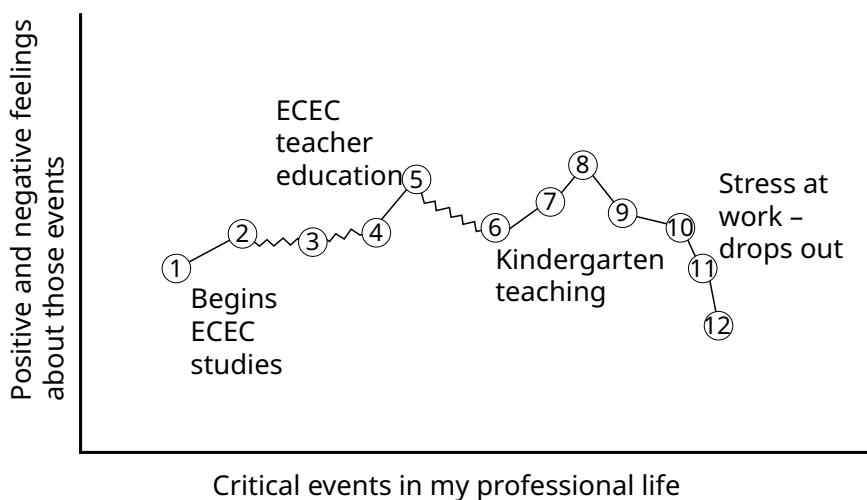 Positive and negative feelings
about those events
ECEC
teacher
education
1
2
3
4
5
6
7
8
9
10
11
12
Begins
ECEC
studies
Kindergarten
teaching
Stress at
work –
drops out
Critical events in my professional life